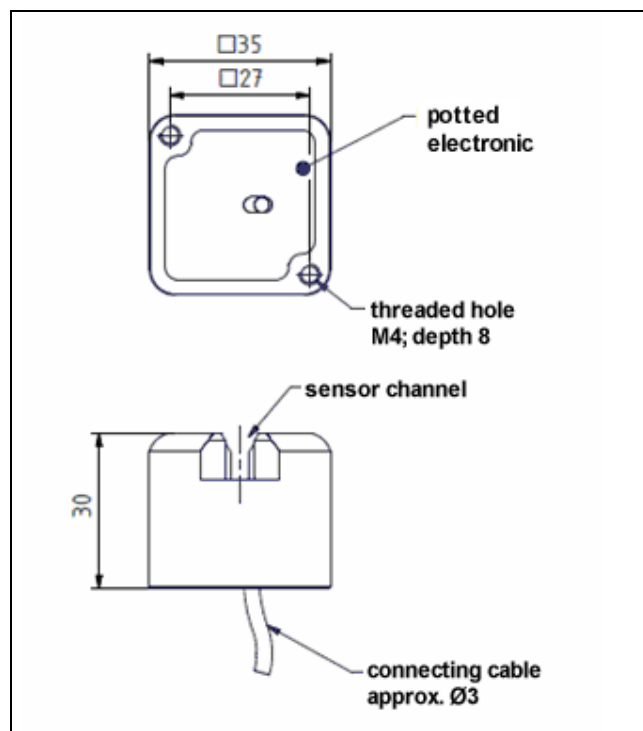 □35
□27
potted
electronic
threaded hole
M4; depth 8
sensor channel
30
connecting cable
approx. Ø3